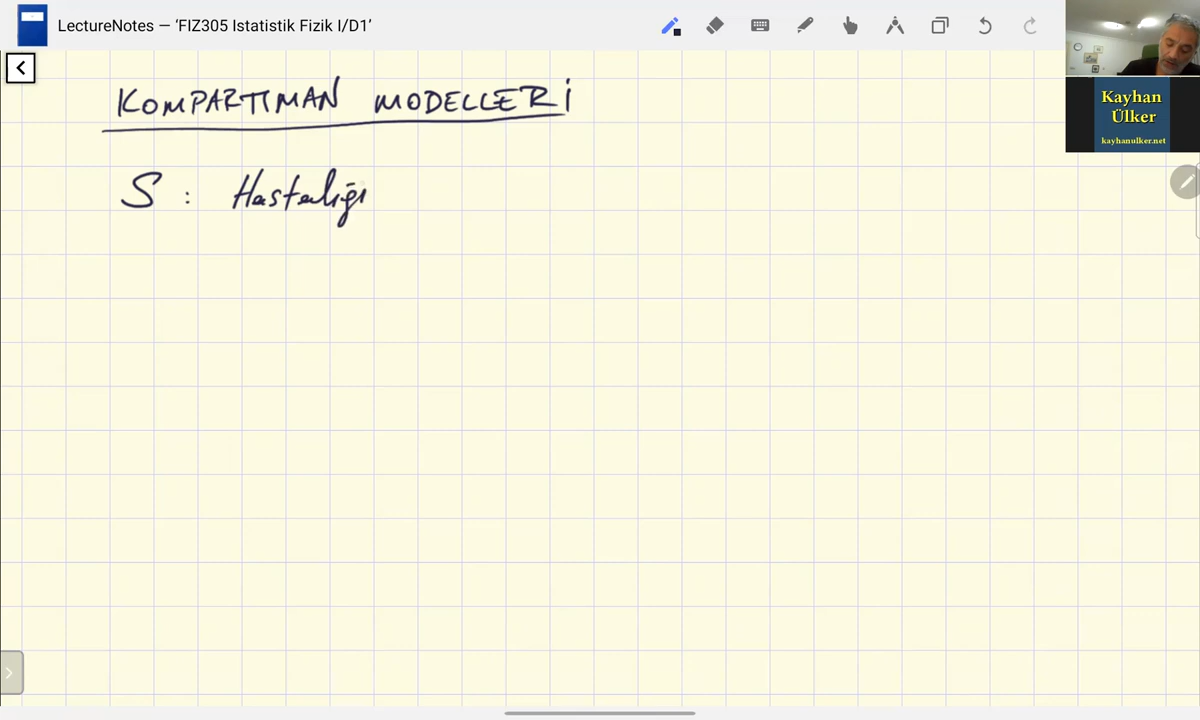 LectureNotes — ‘FIZ305 Istatistik Fizik I/D1’
KOMPARTIMAN MODELLERİ
S : Hastalığı
Kayhan
Ülker
kayhanulker.net